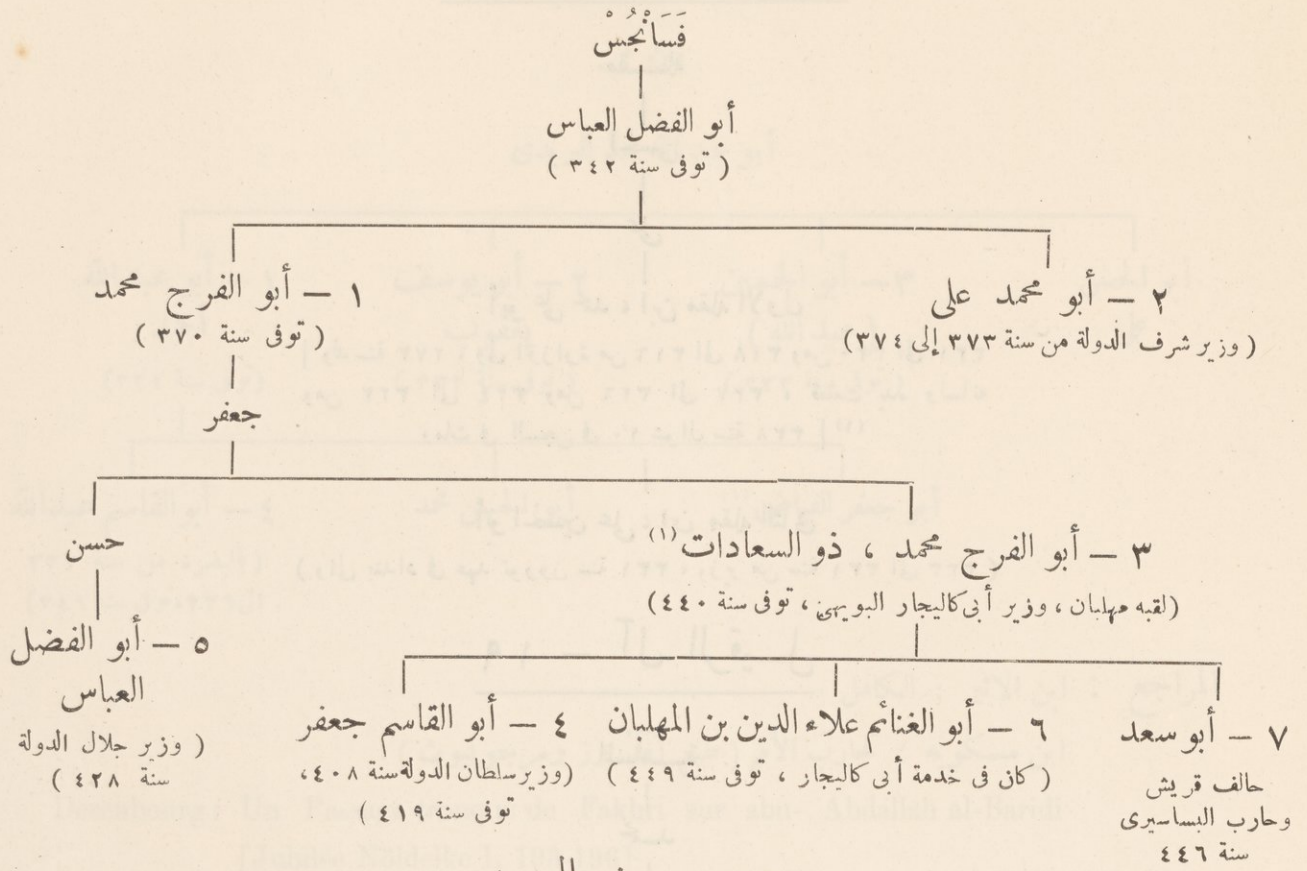 فَسَانْجُسْ
أبو الفضل العباس
( توفى سنة ٣٤٢ )
٢ — أبو محمد على
( وزير شرف الدولة من سنة ٣٧٣ إلى ٣٧٤)
١ — أبو الفرج محمد
( توفى سنة ٣٧٠ )
جعفر
٣ — أبو الفرج محمد ، ذو السعادات (١)
(لقبه مهلبان ، وزير أبى كاليجار البويهى ، توفى سنة ٤٤٠)
حسن
٧ — أبو سعد
حالف قريش
وحارب البساسيرى
سنة ٤٤٦
٦ — أبو الغنائم علاء الدين بن المهلبان
( كان فى خدمة أبى كاليجار ، توفى سنة ٤٤٩ )
٤ — أبو القاسم جعفر
(وزير سلطان الدولة سنة ٤٠٨،
توفى سنة ٤١٩ )
٥ — أبو الفضل
العباس
( وزير جلال الدولة
سنة ٤٢٨ )